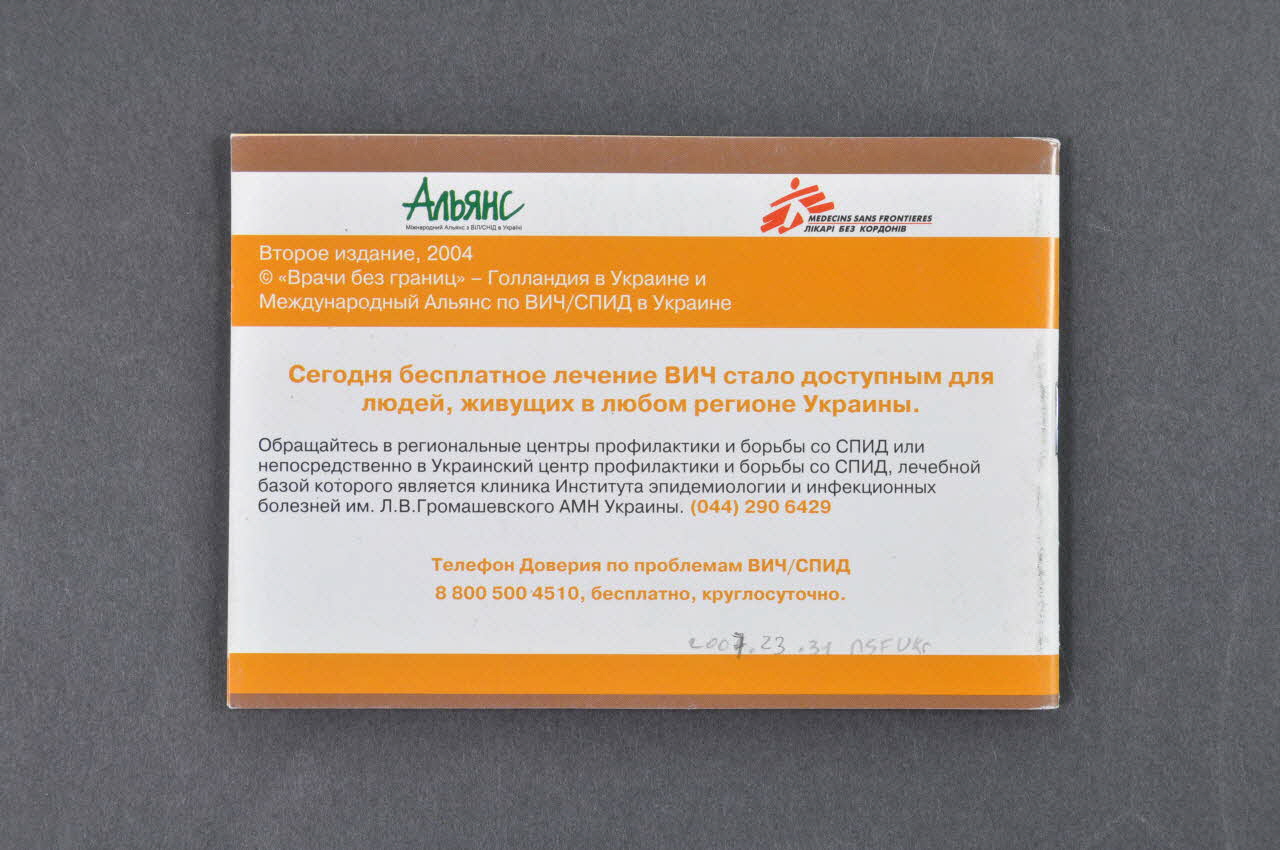 Альянс
Міжнародний Альянс з ВІЛ/СНІД в Україні
MEDECINS SANS FRONTIERES
ЛІКАРІ БЕЗ КОРДОНІВ
Второе издание, 2004
© «Врачи без границ» – Голландия в Украине и
Международный Альянс по ВИЧ/СПИД в Украине
Сегодня бесплатное лечение ВИЧ стало доступным для
людей, живущих в любом регионе Украины.
Обращайтесь в региональные центры профилактики и борьбы со СПИД или
непосредственно в Украинский центр профилактики и борьбы со СПИД, лечебной
базой которого является клиника Института эпидемиологии и инфекционных
болезней им. Л.В.Громашевского АМН Украины. (044) 290 6429
Телефон Доверия по проблемам ВИЧ/СПИД
8 800 500 4510, бесплатно, круглосуточно.
2007.23.31 MSFUkr